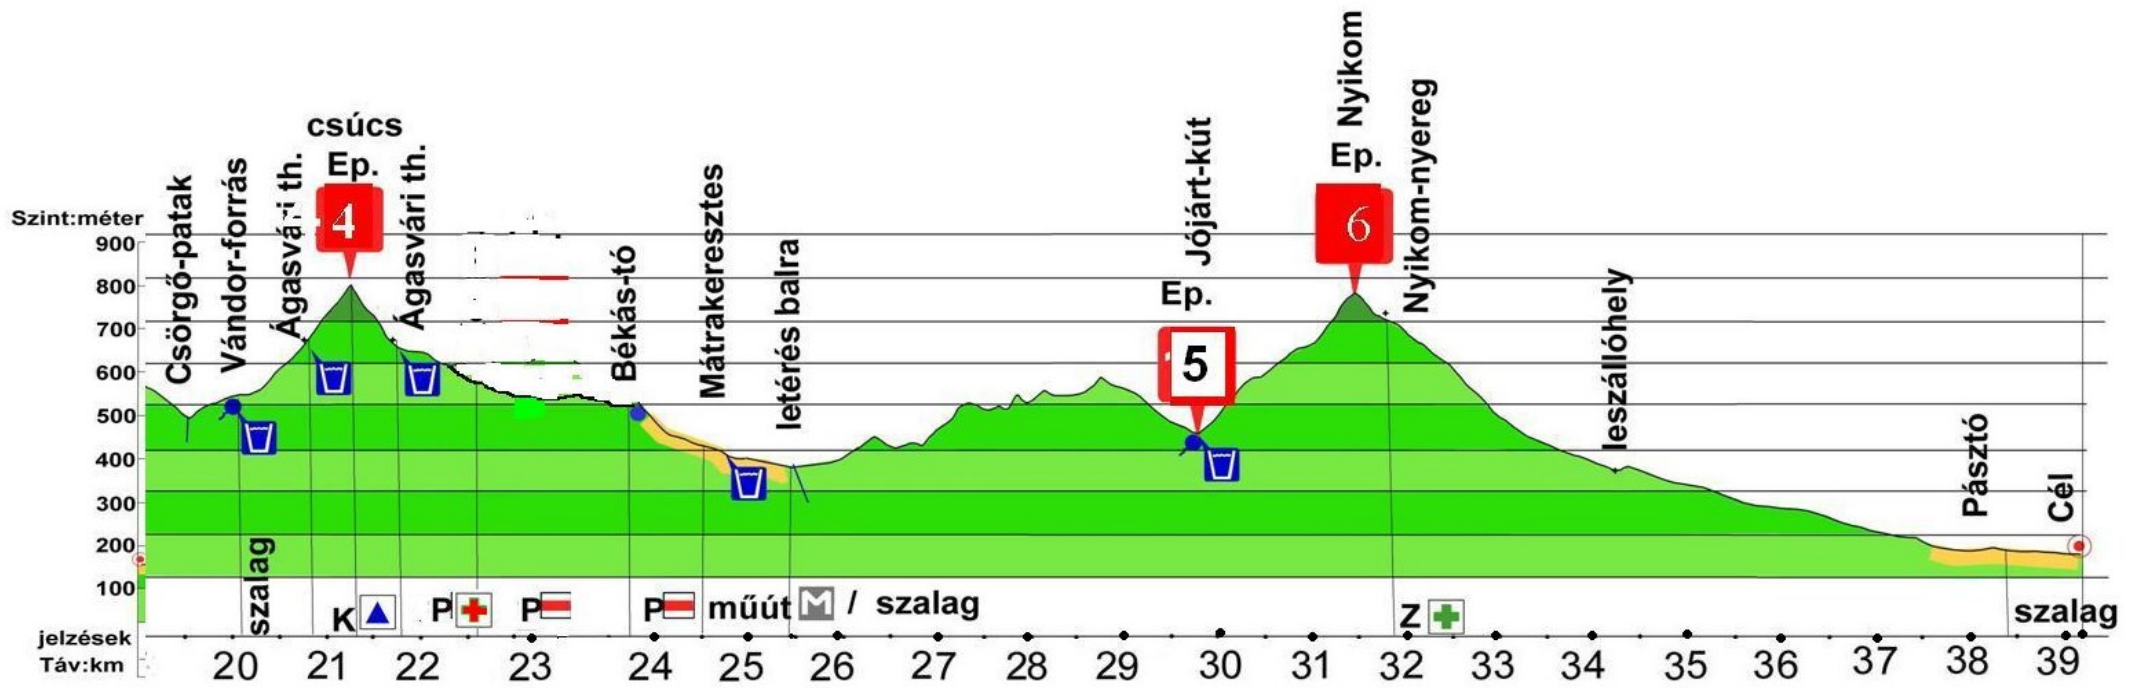 csúcs
Ep.
4
Csörgő-patak
Vándor-forrás
Ágasvári th.
Ágasvári th.
Békás-tó
Mátrakeresztes
letérés balra
Jójárt-kút
Ep.
5
Nyikom
Ep.
6
Nyikom-nyereg
leszállóhely
Pásztó
Cél
Szint:méter
900
800
700
600
500
400
300
200
100
szalag
K
P
P
P műút M / szalag
Z
szalag
jelzések
Táv:km 20 21 22 23 24 25 26 27 28 29 30 31 32 33 34 35 36 37 38 39